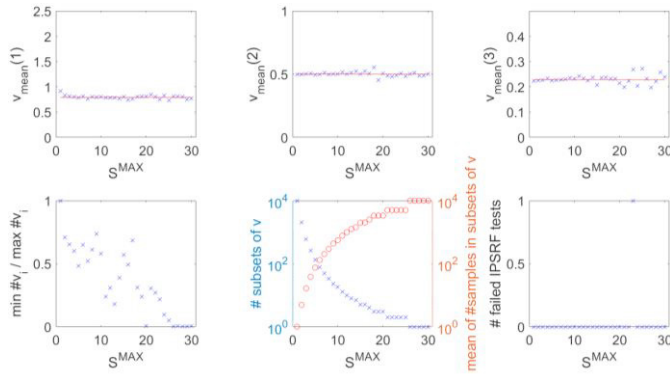 2.5
2
1.5
1
0.5
0
v_mean(1)
0 10 20 30
S^MAX
1
0.5
0
v_mean(2)
0 10 20 30
S^MAX
0.4
0.3
0.2
0.1
0
v_mean(3)
0 10 20 30
S^MAX
1
0.5
0
min #v_i / max #v_i
0 10 20 30
S^MAX
10^4
10^2
10^0
# subsets of v
10^4
10^2
10^0
mean of #samples in subsets of v
0 10 20 30
S^MAX
1
0.5
0
# failed IPSRF tests
0 10 20 30
S^MAX